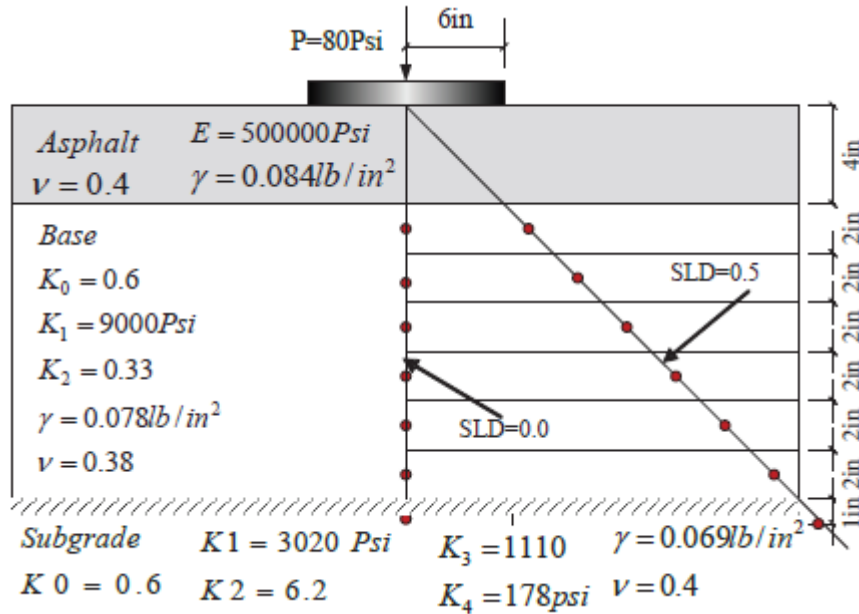 6in
P=80Psi
Asphalt
E = 500000Psi
ν = 0.4
γ = 0.084lb / in²
4in
Base
K₀ = 0.6
K₁ = 9000Psi
K₂ = 0.33
γ = 0.078lb / in²
ν = 0.38
SLD=0.5
SLD=0.0
2in
2in
2in
2in
2in
2in
1in
Subgrade
K 0 = 0.6
K1 = 3020 Psi
K 2 = 6.2
K₃ = 1110
K₄ = 178psi
γ = 0.069lb / in²
ν = 0.4